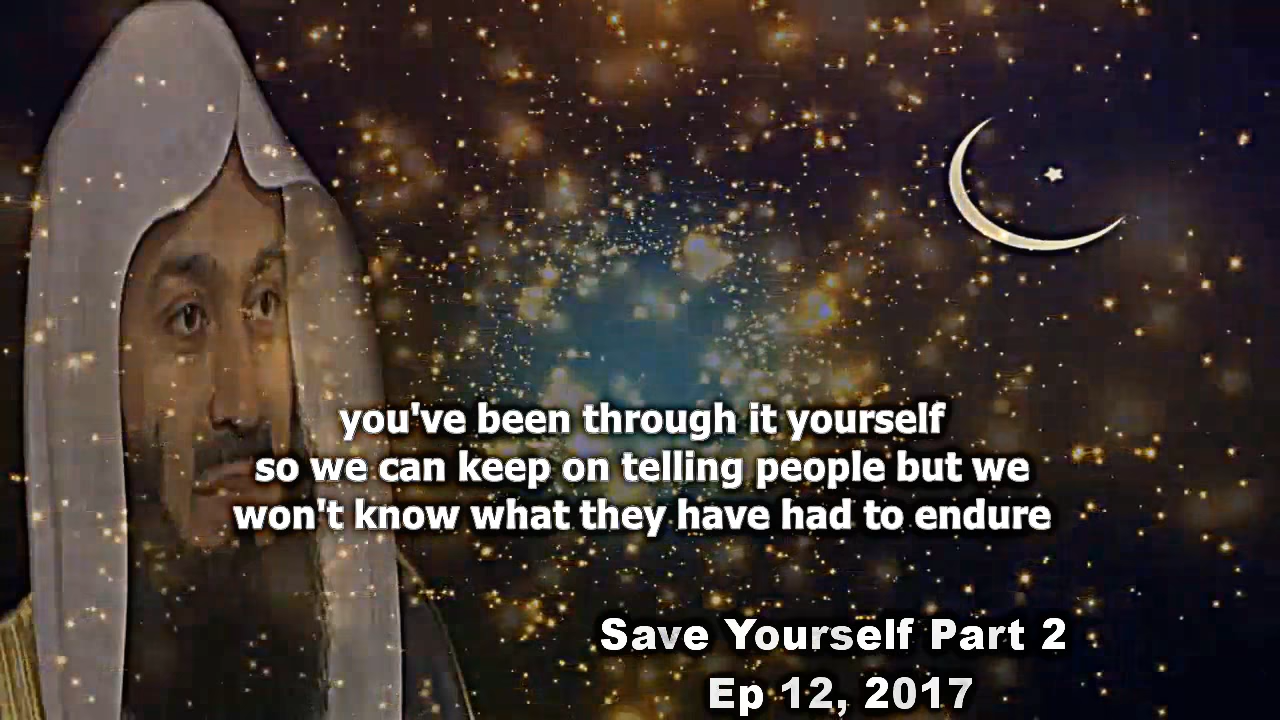 you've been through it yourself
so we can keep on telling people but we
won't know what they have had to endure
Save Yourself Part 2
Ep 12, 2017